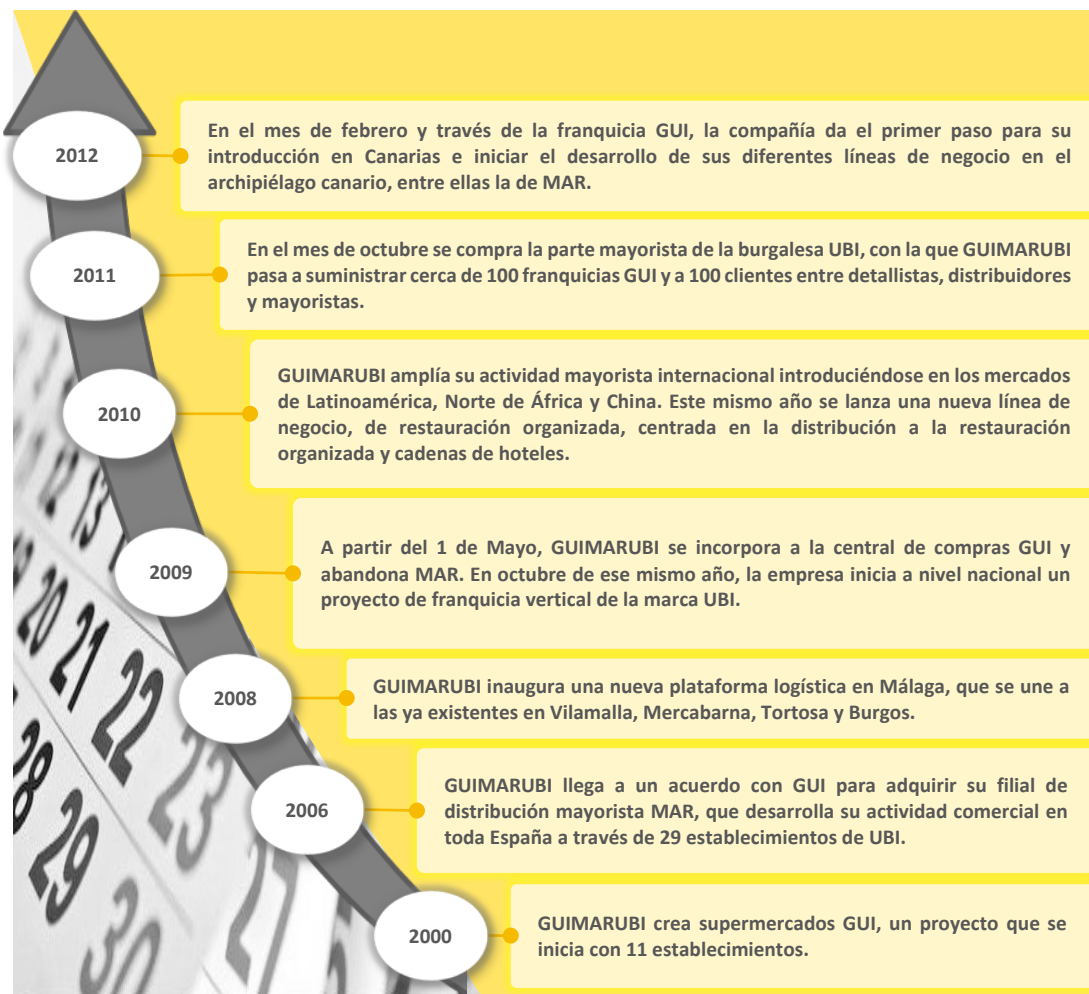 2012
En el mes de febrero y través de la franquicia GUI, la compañía da el primer paso para su
introducción en Canarias e iniciar el desarrollo de sus diferentes líneas de negocio en el
archipiélago canario, entre ellas la de MAR.
2011
En el mes de octubre se compra la parte mayorista de la burgalesa UBI, con la que GUIMARUBI
pasa a suministrar cerca de 100 franquicias GUI y a 100 clientes entre detallistas, distribuidores
y mayoristas.
2010
GUIMARUBI amplía su actividad mayorista internacional introduciéndose en los mercados
de Latinoamérica, Norte de África y China. Este mismo año se lanza una nueva línea de
negocio, de restauración organizada, centrada en la distribución a la restauración
organizada y cadenas de hoteles.
2009
A partir del 1 de Mayo, GUIMARUBI se incorpora a la central de compras GUI y
abandona MAR. En octubre de ese mismo año, la empresa inicia a nivel nacional un
proyecto de franquicia vertical de la marca UBI.
2008
GUIMARUBI inaugura una nueva plataforma logística en Málaga, que se une a
las ya existentes en Vilamalla, Mercabarna, Tortosa y Burgos.
2006
GUIMARUBI llega a un acuerdo con GUI para adquirir su filial de
distribución mayorista MAR, que desarrolla su actividad comercial en
toda España a través de 29 establecimientos de UBI.
2000
GUIMARUBI crea supermercados GUI, un proyecto que se
inicia con 11 establecimientos.
12 13
20 21 22 23
28 29 30
27